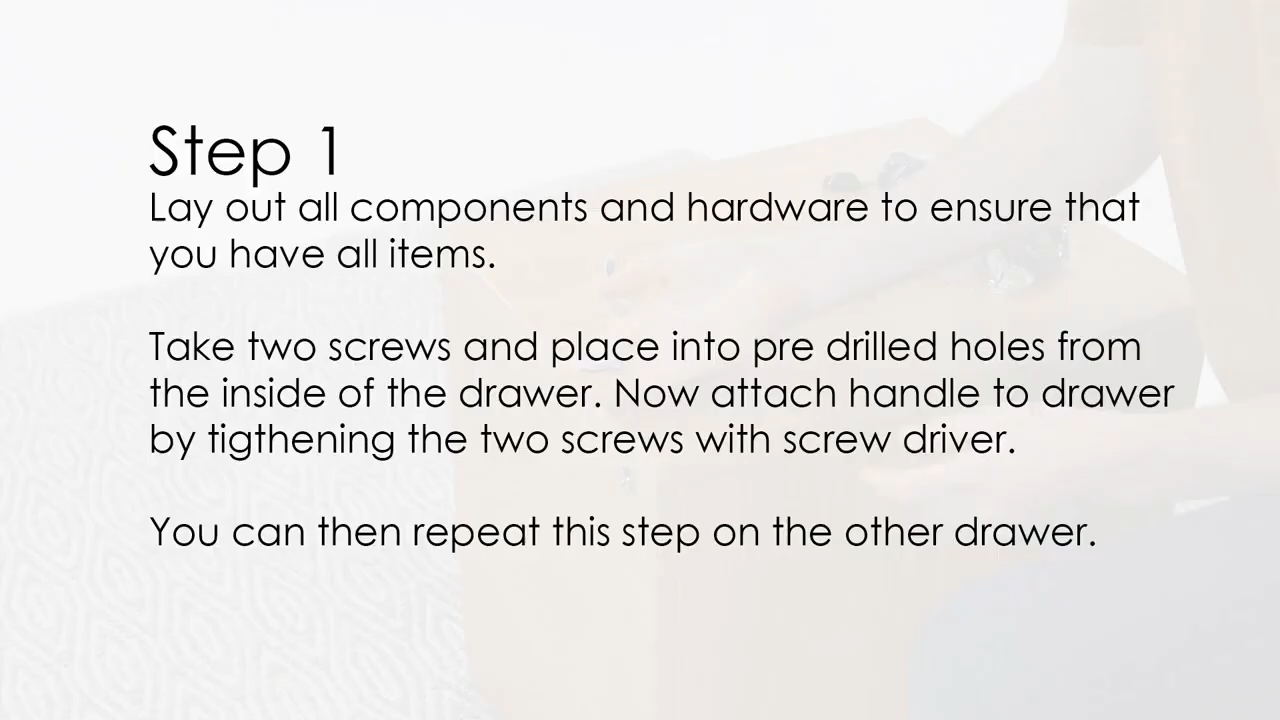 Step 1
Lay out all components and hardware to ensure that
you have all items.
Take two screws and place into pre drilled holes from
the inside of the drawer. Now attach handle to drawer
by tigthening the two screws with screw driver.
You can then repeat this step on the other drawer.